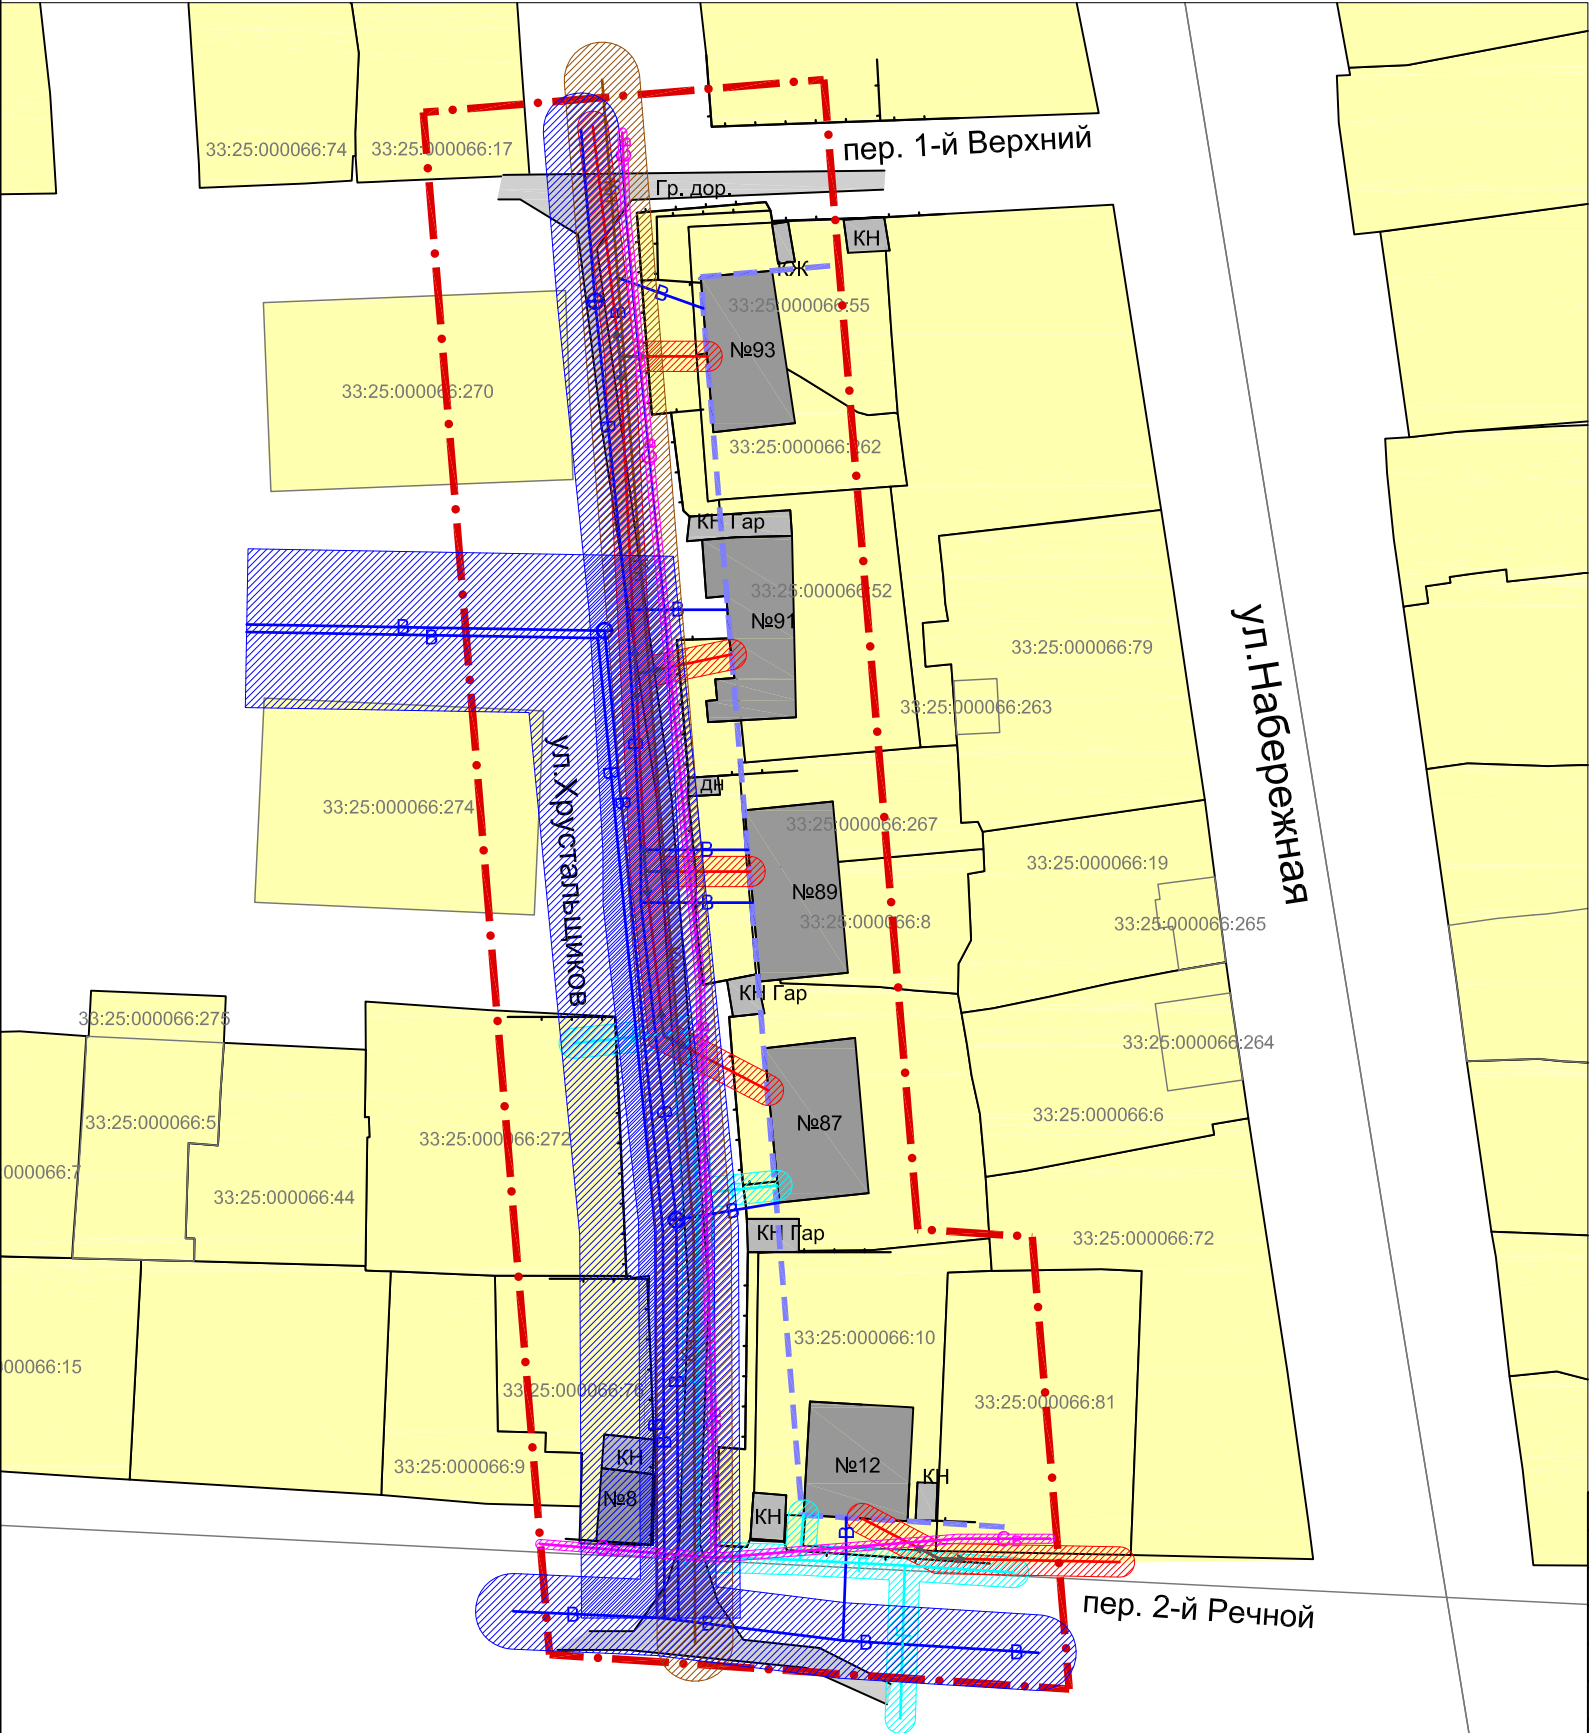 пер. 1-й Верхний
33:25:000066:74
33:25:000066:17
Гр. дор.
КН
КЖ
33:25:000066:55
В
В
№93
33:25:000066:270
В
33:25:000066:262
КН Гар
33:25:000066:52
В
№91
В
В
ул.Набережная
33:25:000066:79
33:25:000066:263
ул.Хрустальщиков
В
В
дн
В
33:25:000066:274
33:25:000066:267
В
33:25:000066:19
№89
В
33:25:000066:8
33:25:000066:265
КН Гар
33:25:000066:275
33:25:000066:264
33:25:000066:5
В
33:25:000066:6
№87
33:25:000066:272
000066:7
33:25:000066:44
В
КН Гар
33:25:000066:72
33:25:000066:10
00066:15
В
33:25:000066:76
33:25:000066:81
В
В
КН
№12
33:25:000066:9
КН
№8
КН
В
Св
Г
пер. 2-й Речной
В
В
В
В
Г